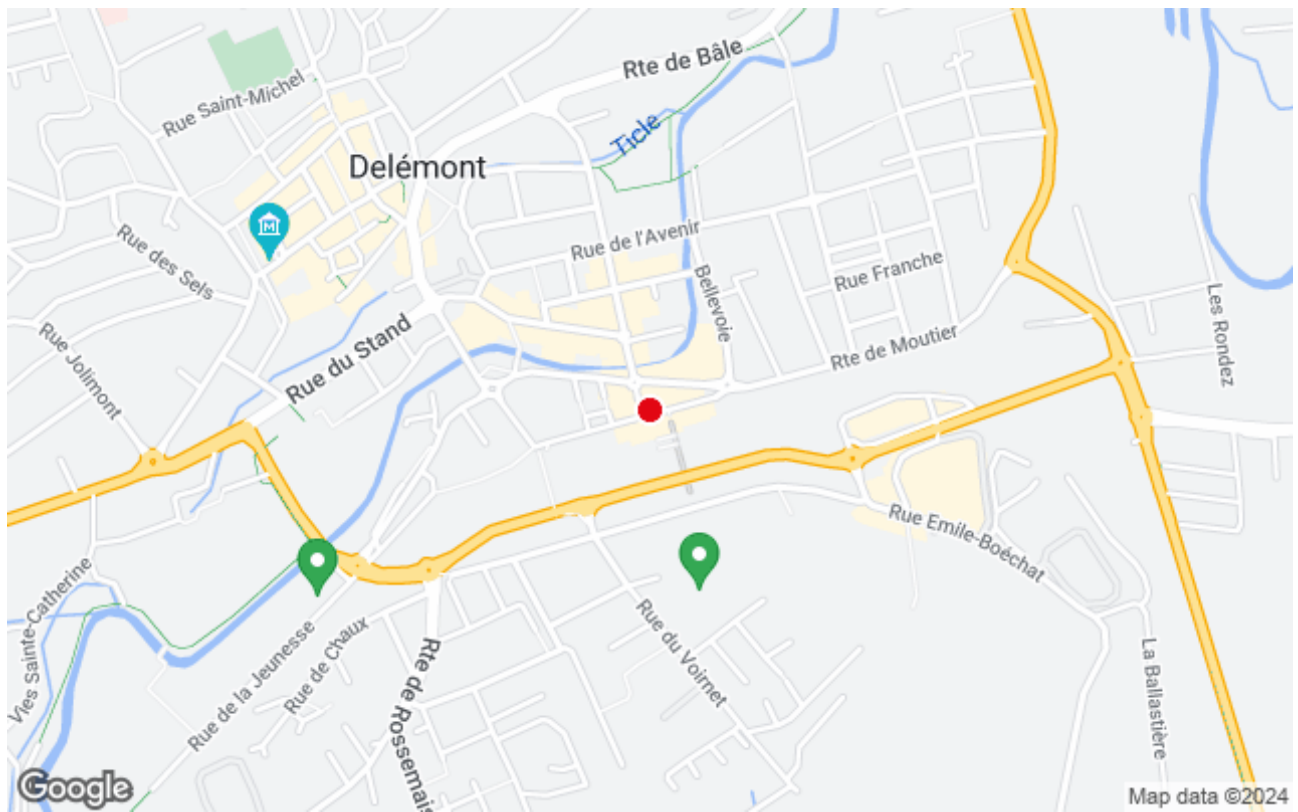 Rte de Bâle
Rue Saint-Michel
Ticle
Delémont
Rue de l'Avenir
Rue des Sels
Bellevoie
Rue Franche
Les Rondez
Rue du Stand
Rte de Moutier
Rue Jolimont
Rue Emile-Boéchat
Vies Sainte-Catherine
Rue de la Jeunesse
Rue de Chaux
Rue du Voirnet
La Ballastière
Rte de Rossemais
M
Google
Map data ©2024